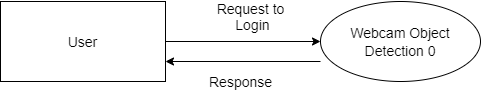 Request to
Login
User
Webcam Object
Detection 0
Response